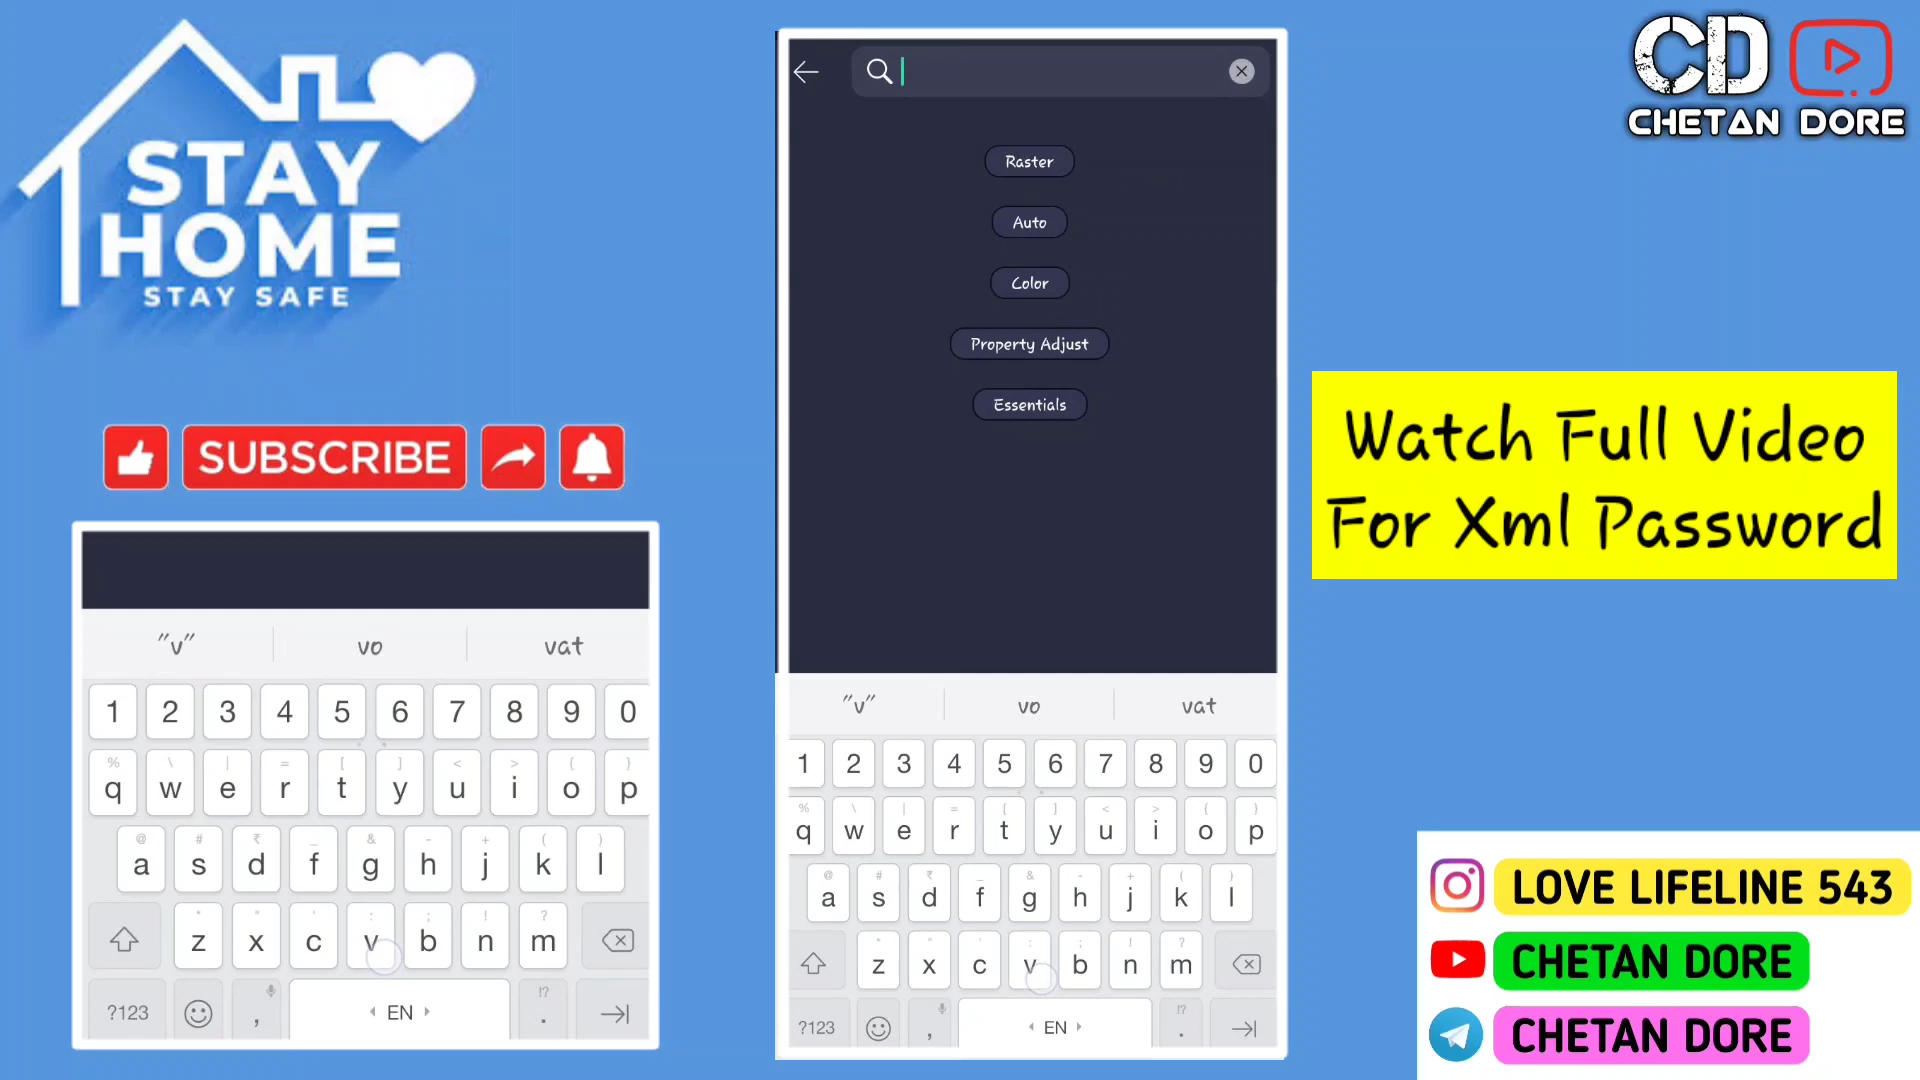 STAY
HOME
STAY SAFE
SUBSCRIBE
"v" vo vat
1 2 3 4 5 6 7 8 9 0
% \ | = [ ] < > { }
q w e r t y u i o p
@ # ₹ _ & - + ( )
a s d f g h j k l
* " ' : ; ! ?
z x c v b n m
!?
?123 , EN .
Raster
Auto
Color
Property Adjust
Essentials
"v" vo vat
1 2 3 4 5 6 7 8 9 0
% \ | = [ ] < > { }
q w e r t y u i o p
@ # ₹ _ & - + ( )
a s d f g h j k l
* " ' : ; ! ?
z x c v b n m
!?
?123 , EN .
CD
CHETAN DORE
Watch Full Video
For Xml Password
LOVE LIFELINE 543
CHETAN DORE
CHETAN DORE